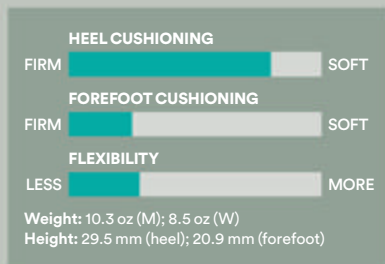 HEEL CUSHIONING
FIRM SOFT
FOREFOOT CUSHIONING
FIRM SOFT
FLEXIBILITY
LESS MORE
Weight: 10.3 oz (M); 8.5 oz (W)
Height: 29.5 mm (heel); 20.9 mm (forefoot)